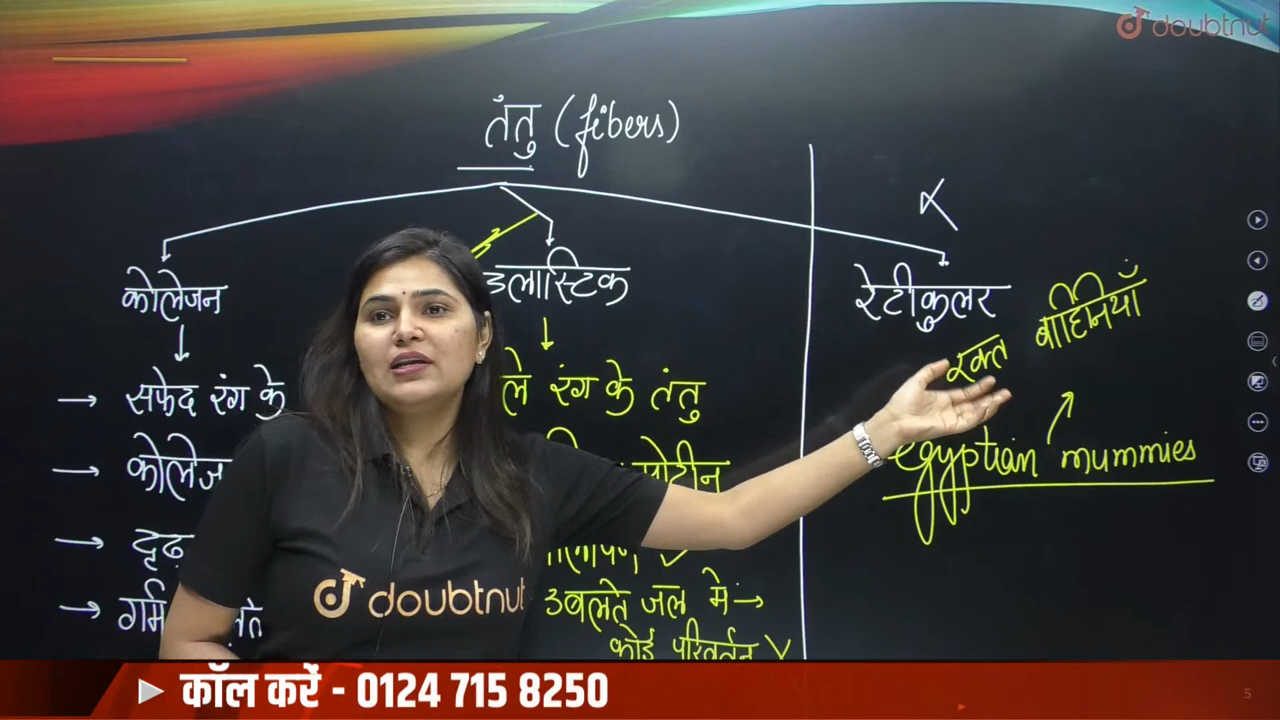 doubtnut
तंतु (fibers)
कोलेजन
इलास्टिक
रेटीकुलर
रक्त वाहिनियाँ
egyptian mummies
→ सफेद रंग के
रंग के तंतु
→
प्रोटीन
→ दृढ़
→
उबलते जल में →
कोई परिवर्तन
doubtnut
कॉल करें - 0124 715 8250
5